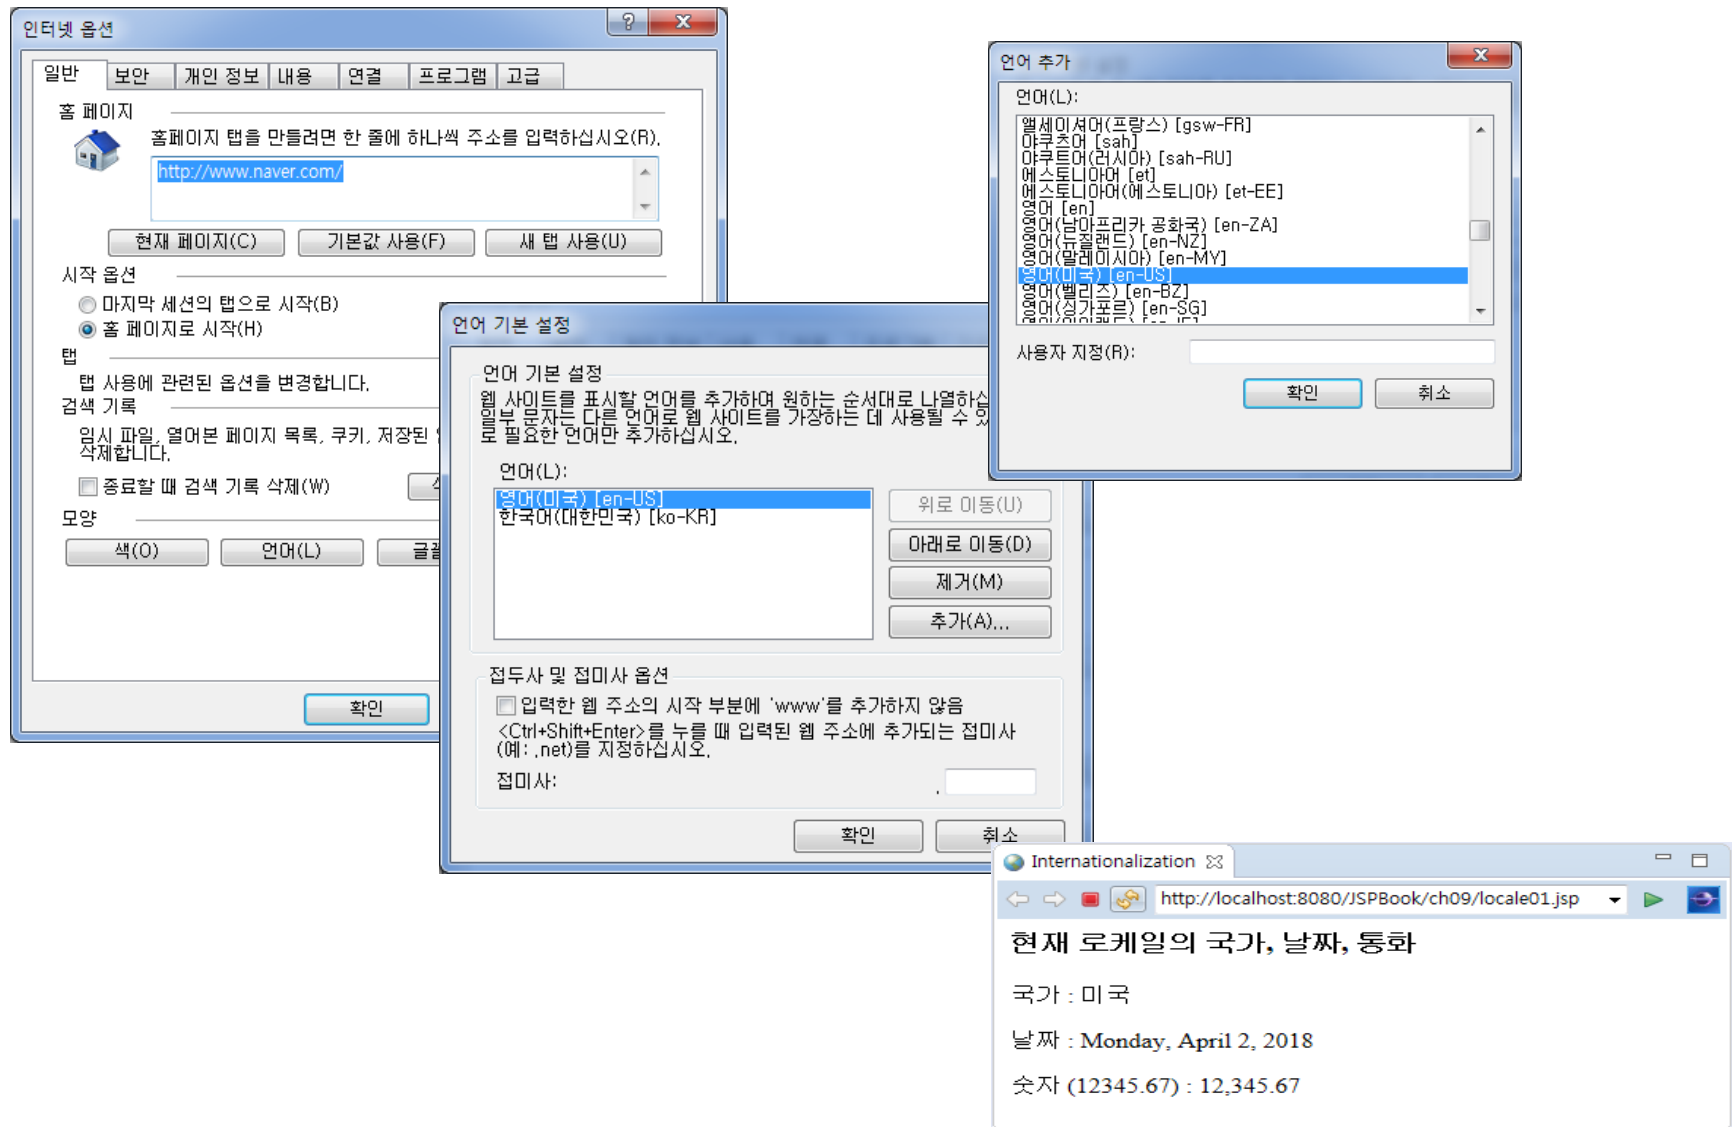 인터넷 옵션
일반 보안 개인 정보 내용 연결 프로그램 고급
홈 페이지
홈페이지 탭을 만들려면 한 줄에 하나씩 주소를 입력하십시오(R).
http://www.naver.com/
현재 페이지(C) 기본값 사용(F) 새 탭 사용(U)
시작 옵션
마지막 세션의 탭으로 시작(B)
홈 페이지로 시작(H)
탭
탭 사용에 관련된 옵션을 변경합니다.
검색 기록
임시 파일, 열어본 페이지 목록, 쿠키, 저장된
삭제합니다.
종료할 때 검색 기록 삭제(W)
모양
색(O) 언어(L)
확인
언어 기본 설정
언어 기본 설정
웹 사이트를 표시할 언어를 추가하여 원하는 순서대로 나열하십
일부 문자는 다른 언어로 웹 사이트를 가장하는 데 사용될 수 있
로 필요한 언어만 추가하십시오.
언어(L):
영어(미국) [en-US]
한국어(대한민국) [ko-KR]
위로 이동(U)
아래로 이동(D)
제거(M)
추가(A)...
접두사 및 접미사 옵션
입력한 웹 주소의 시작 부분에 'www'를 추가하지 않음
<Ctrl+Shift+Enter>를 누를 때 입력된 웹 주소에 추가되는 접미사
(예: .net)를 지정하십시오.
접미사: .
확인 취소
언어 추가
언어(L):
앨세이셔어(프랑스) [gsw-FR]
야쿠츠어 [sah]
야쿠트어(러시아) [sah-RU]
에스토니아어 [et]
에스토니아어(에스토니아) [et-EE]
영어 [en]
영어(남아프리카 공화국) [en-ZA]
영어(뉴질랜드) [en-NZ]
영어(말레이시아) [en-MY]
영어(미국) [en-US]
영어(벨리즈) [en-BZ]
영어(싱가포르) [en-SG]
사용자 지정(R):
확인 취소
Internationalization
http://localhost:8080/JSPBook/ch09/locale01.jsp
현재 로케일의 국가, 날짜, 통화
국가 : 미국
날짜 : Monday, April 2, 2018
숫자 (12345.67) : 12,345.67